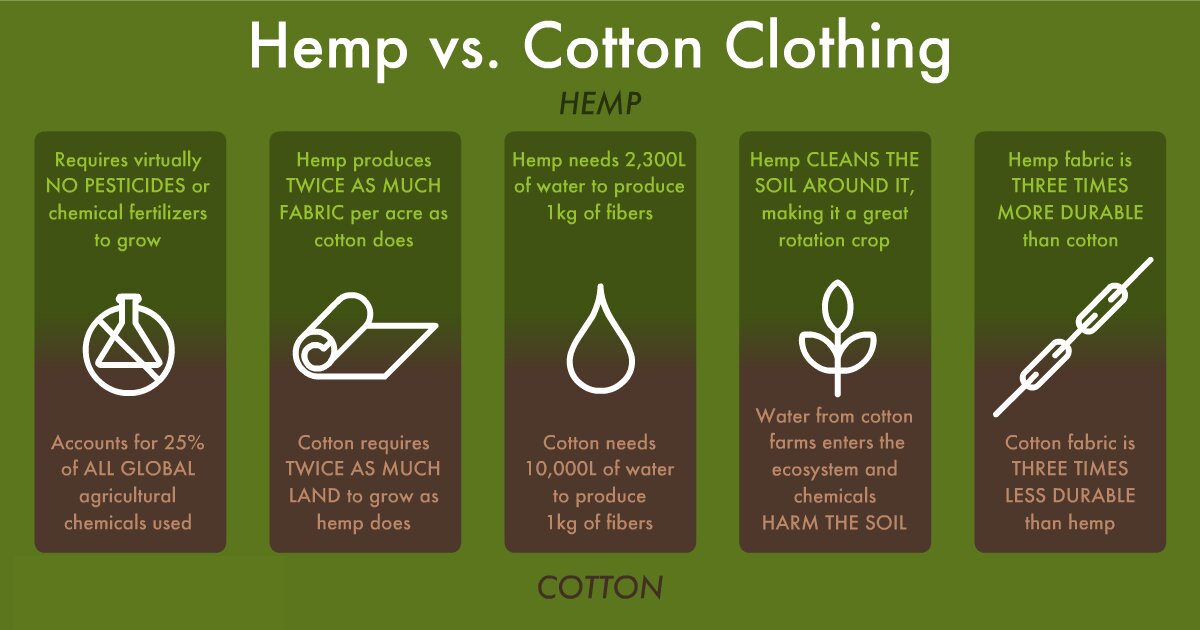 Hemp vs. Cotton Clothing
HEMP
Requires virtually
NO PESTICIDES or
chemical fertilizers
to grow
Hemp produces
TWICE AS MUCH
FABRIC per acre as
cotton does
Hemp needs 2,300L
of water to produce
1kg of fibers
Hemp CLEANS THE
SOIL AROUND IT,
making it a great
rotation crop
Hemp fabric is
THREE TIMES
MORE DURABLE
than cotton
Accounts for 25%
of ALL GLOBAL
agricultural
chemicals used
Cotton requires
TWICE AS MUCH
LAND to grow as
hemp does
Cotton needs
10,000L of water
to produce
1kg of fibers
Water from cotton
farms enters the
ecosystem and
chemicals
HARM THE SOIL
Cotton fabric is
THREE TIMES
LESS DURABLE
than hemp
COTTON